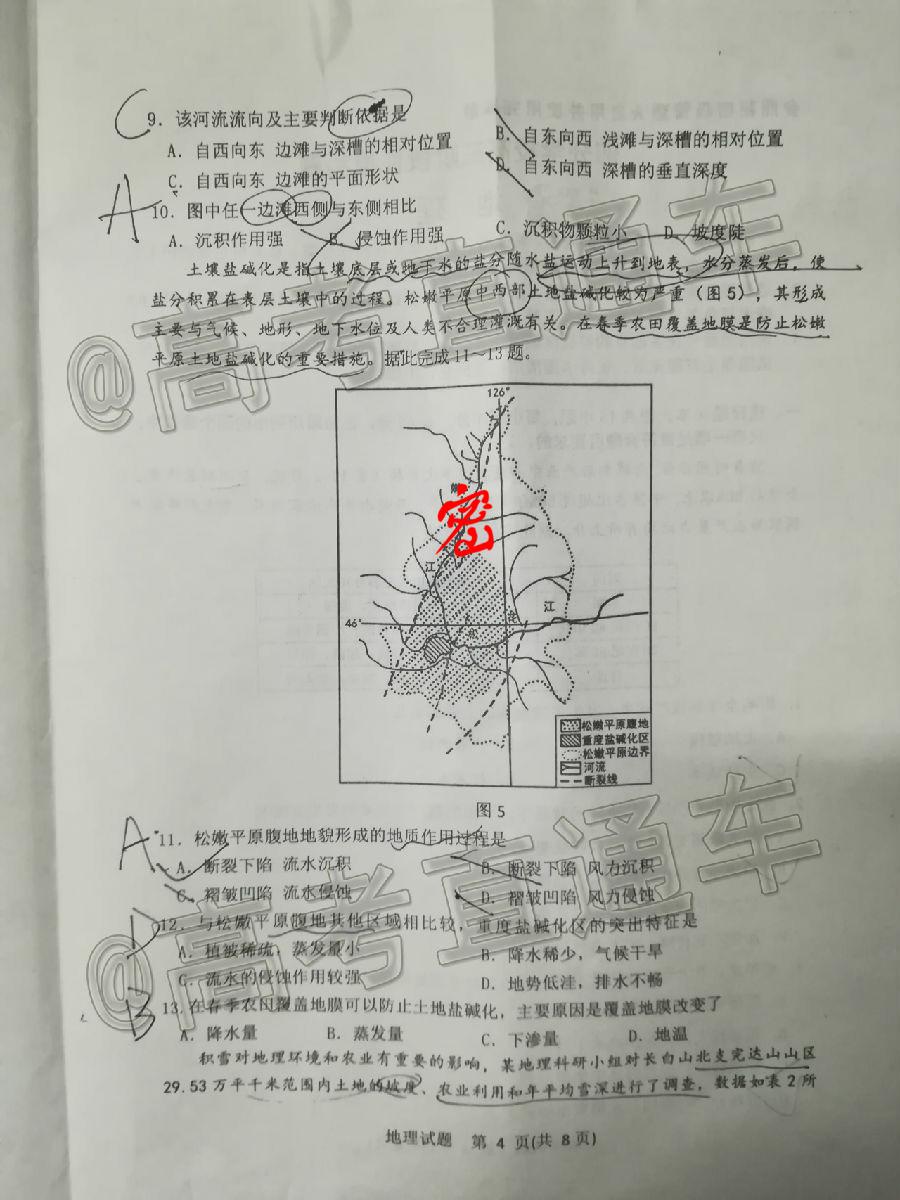 C
9．该河流流向及主要判断依据是
A．自西向东 边滩与深槽的相对位置
B．自东向西 浅滩与深槽的相对位置
C．自西向东 边滩的平面形状
D．自东向西 深槽的垂直深度
A
10．图中任一边滩西侧与东侧相比
A．沉积作用强 B．侵蚀作用强 C．沉积物颗粒小 D．坡度陡
土壤盐碱化是指土壤底层或地下水的盐分随水盐运动上升到地表，水分蒸发后，使
盐分积累在表层土壤中的过程。松嫩平原中西部土地盐碱化较为严重（图5），其形成
主要与气候、地形、地下水位及人类不合理灌溉有关。在春季农田覆盖地膜是防止松嫩
平原土地盐碱化的重要措施。据此完成11～13题。
126°
密
江
46°
松
江
松嫩平原腹地
重度盐碱化区
松嫩平原边界
河流
断裂线
图5
A
11．松嫩平原腹地地貌形成的地质作用过程是
A．断裂下陷 流水沉积 B．断裂下陷 风力沉积
C．褶皱凹陷 流水侵蚀 D．褶皱凹陷 风力侵蚀
D
12．与松嫩平原腹地其他区域相比较，重度盐碱化区的突出特征是
A．植被稀疏，蒸发量小 B．降水稀少，气候干旱
C．流水的侵蚀作用较强 D．地势低洼，排水不畅
B
13．在春季农田覆盖地膜可以防止土地盐碱化，主要原因是覆盖地膜改变了
A．降水量 B．蒸发量 C．下渗量 D．地温
积雪对地理环境和农业有重要的影响，某地理科研小组对长白山北支完达山山区
29.53万平千米范围内土地的坡度、农业利用和年平均雪深进行了调查，数据如表2所
地理试题 第 4 页(共 8 页)
@高考直通车
@高考直通车